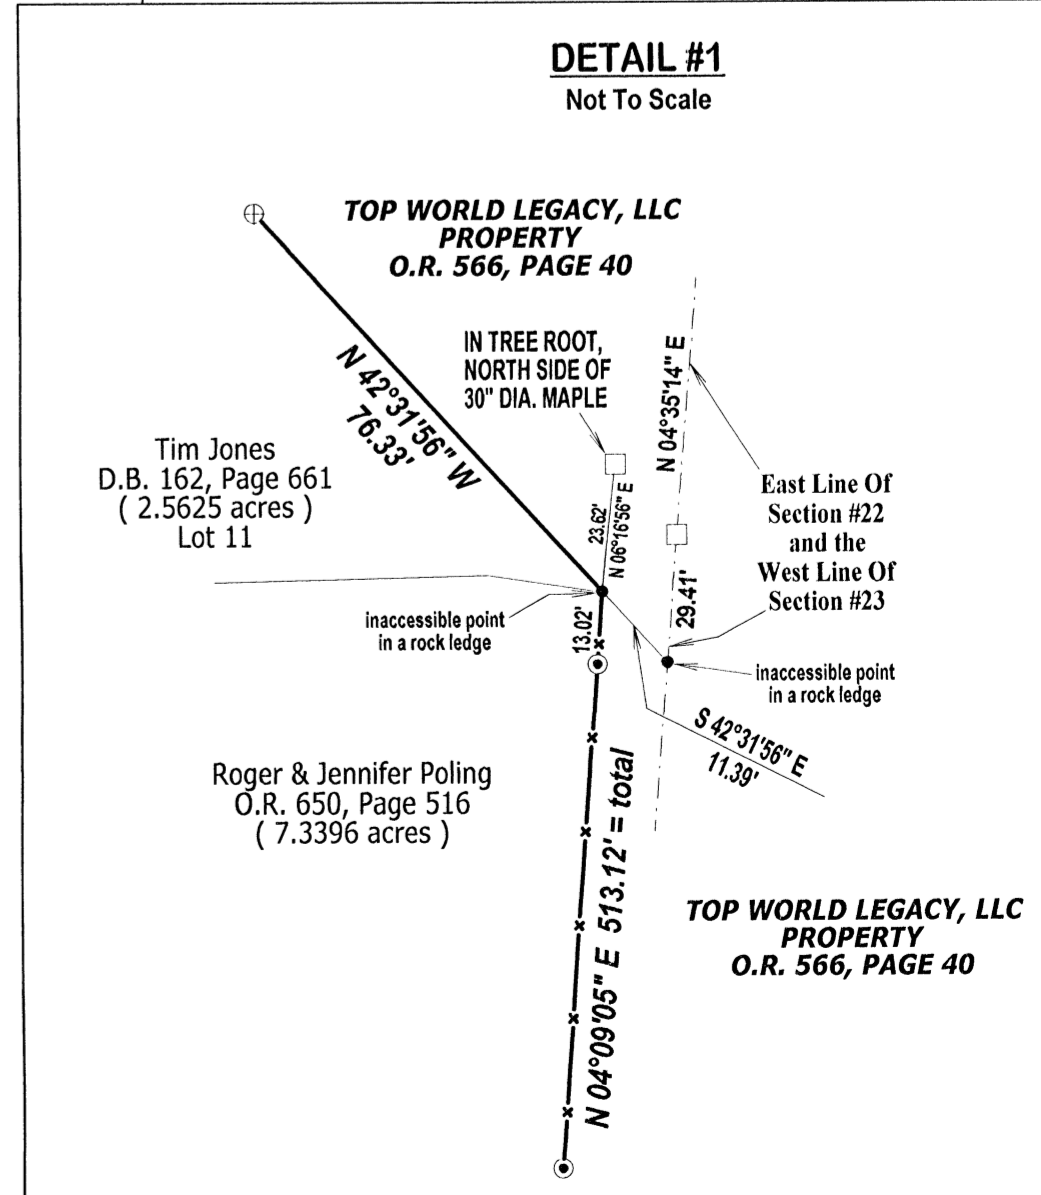 DETAIL #1
Not To Scale
TOP WORLD LEGACY, LLC
PROPERTY
O.R. 566, PAGE 40
IN TREE ROOT,
NORTH SIDE OF
30" DIA. MAPLE
N 04°35'14" E
N 42°31'56" W
76.33'
Tim Jones
D.B. 162, Page 661
( 2.5625 acres )
Lot 11
23.62'
N 06°16'56" E
East Line Of
Section #22
and the
West Line Of
Section #23
29.41'
inaccessible point
in a rock ledge
13.02'
inaccessible point
in a rock ledge
S 42°31'56" E
11.39'
Roger & Jennifer Poling
O.R. 650, Page 516
( 7.3396 acres )
N 04°09'05" E 513.12' = total
TOP WORLD LEGACY, LLC
PROPERTY
O.R. 566, PAGE 40